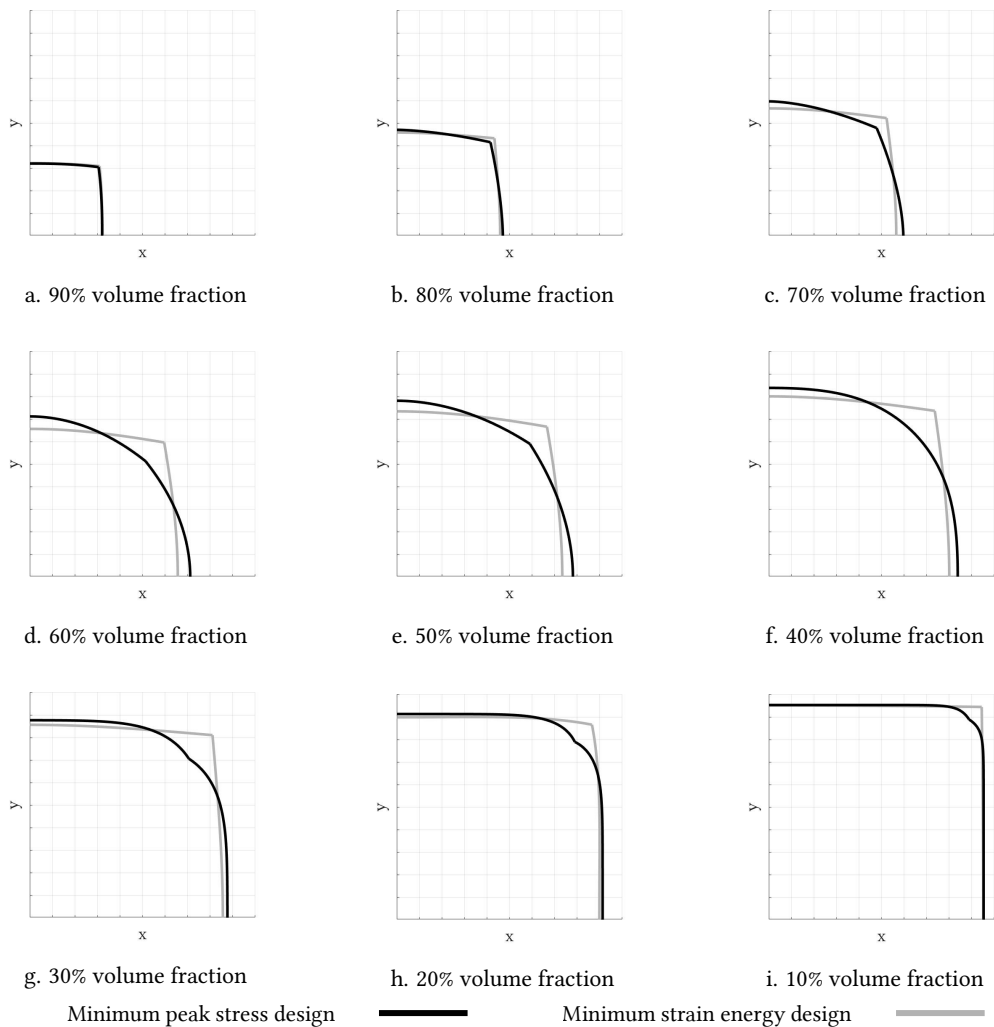 y
y
y
x
x
x
a. 90% volume fraction
b. 80% volume fraction
c. 70% volume fraction
y
y
y
x
x
x
d. 60% volume fraction
e. 50% volume fraction
f. 40% volume fraction
y
y
y
x
x
x
g. 30% volume fraction
h. 20% volume fraction
i. 10% volume fraction
Minimum peak stress design
Minimum strain energy design